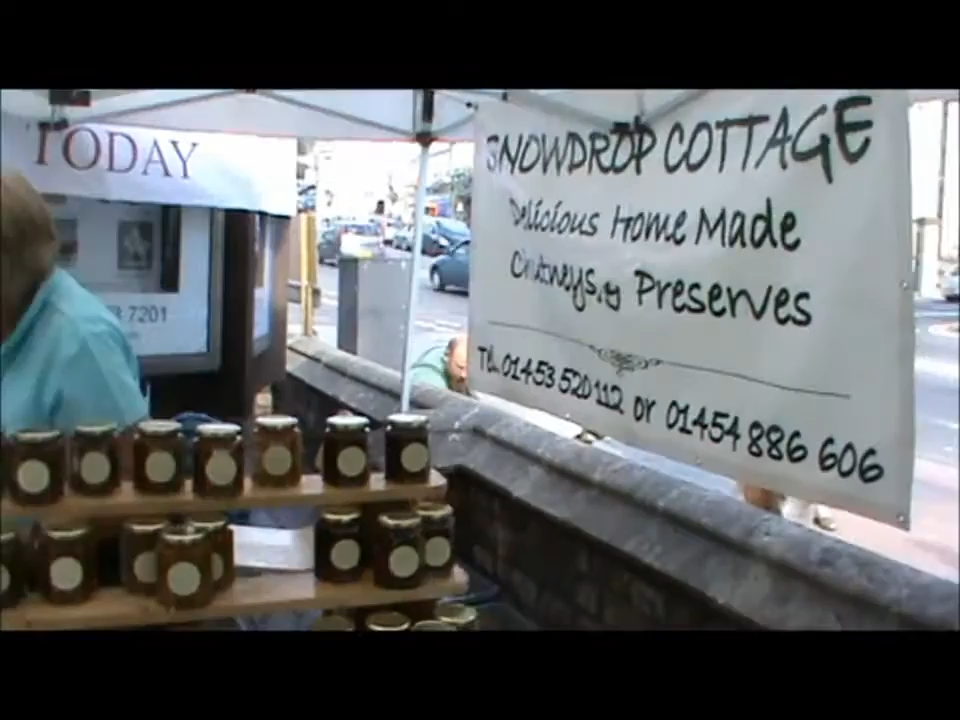 TODAY
7201
SNOWDROP COTTAGE
Delicious Home Made
Chutneys, & Preserves
Tel. 01453 520112 or 01454 886 606